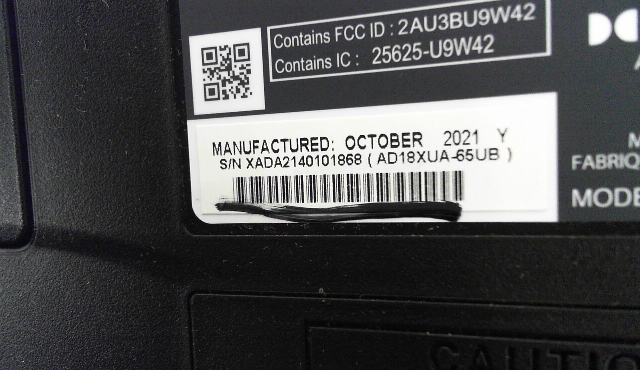 Contains FCC ID : 2AU3BU9W42
Contains IC : 25625-U9W42
MANUFACTURED: OCTOBER 2021 Y
S/N XADA2140101868 ( AD18XUA-65UB )
FABRIQ
MODE
CAUTIO